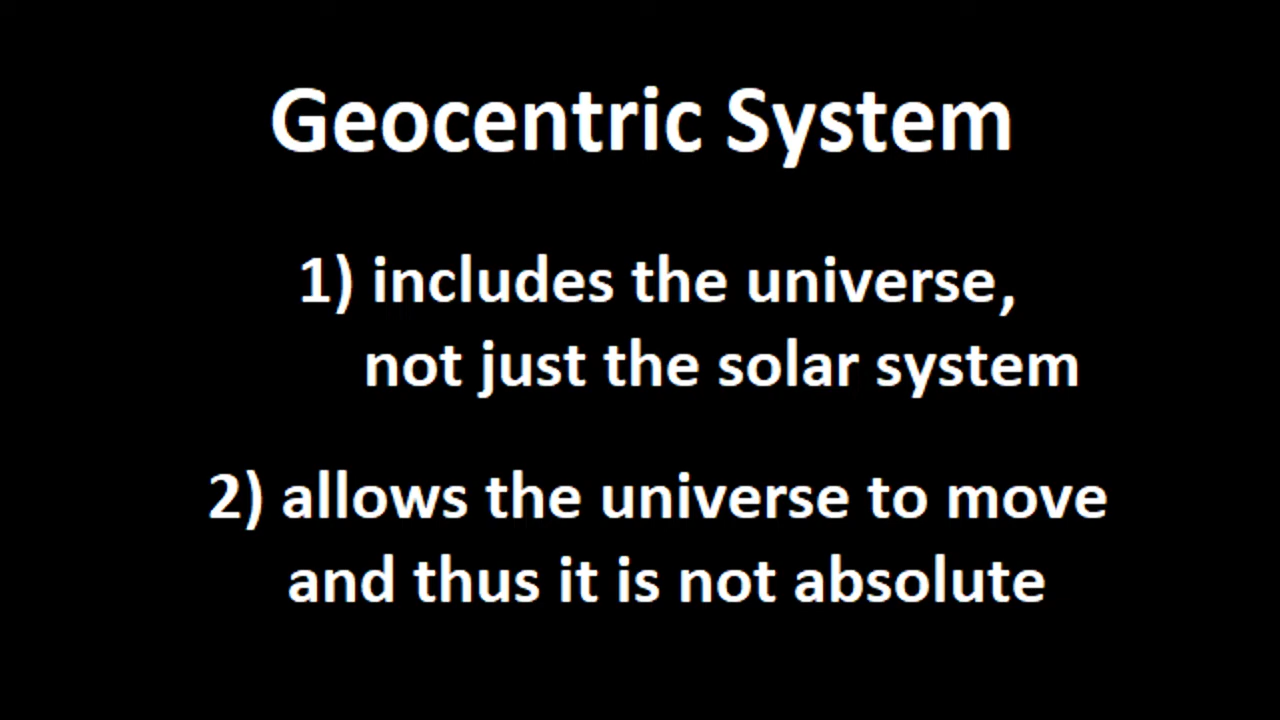 Geocentric System
1) includes the universe,
not just the solar system
2) allows the universe to move
and thus it is not absolute